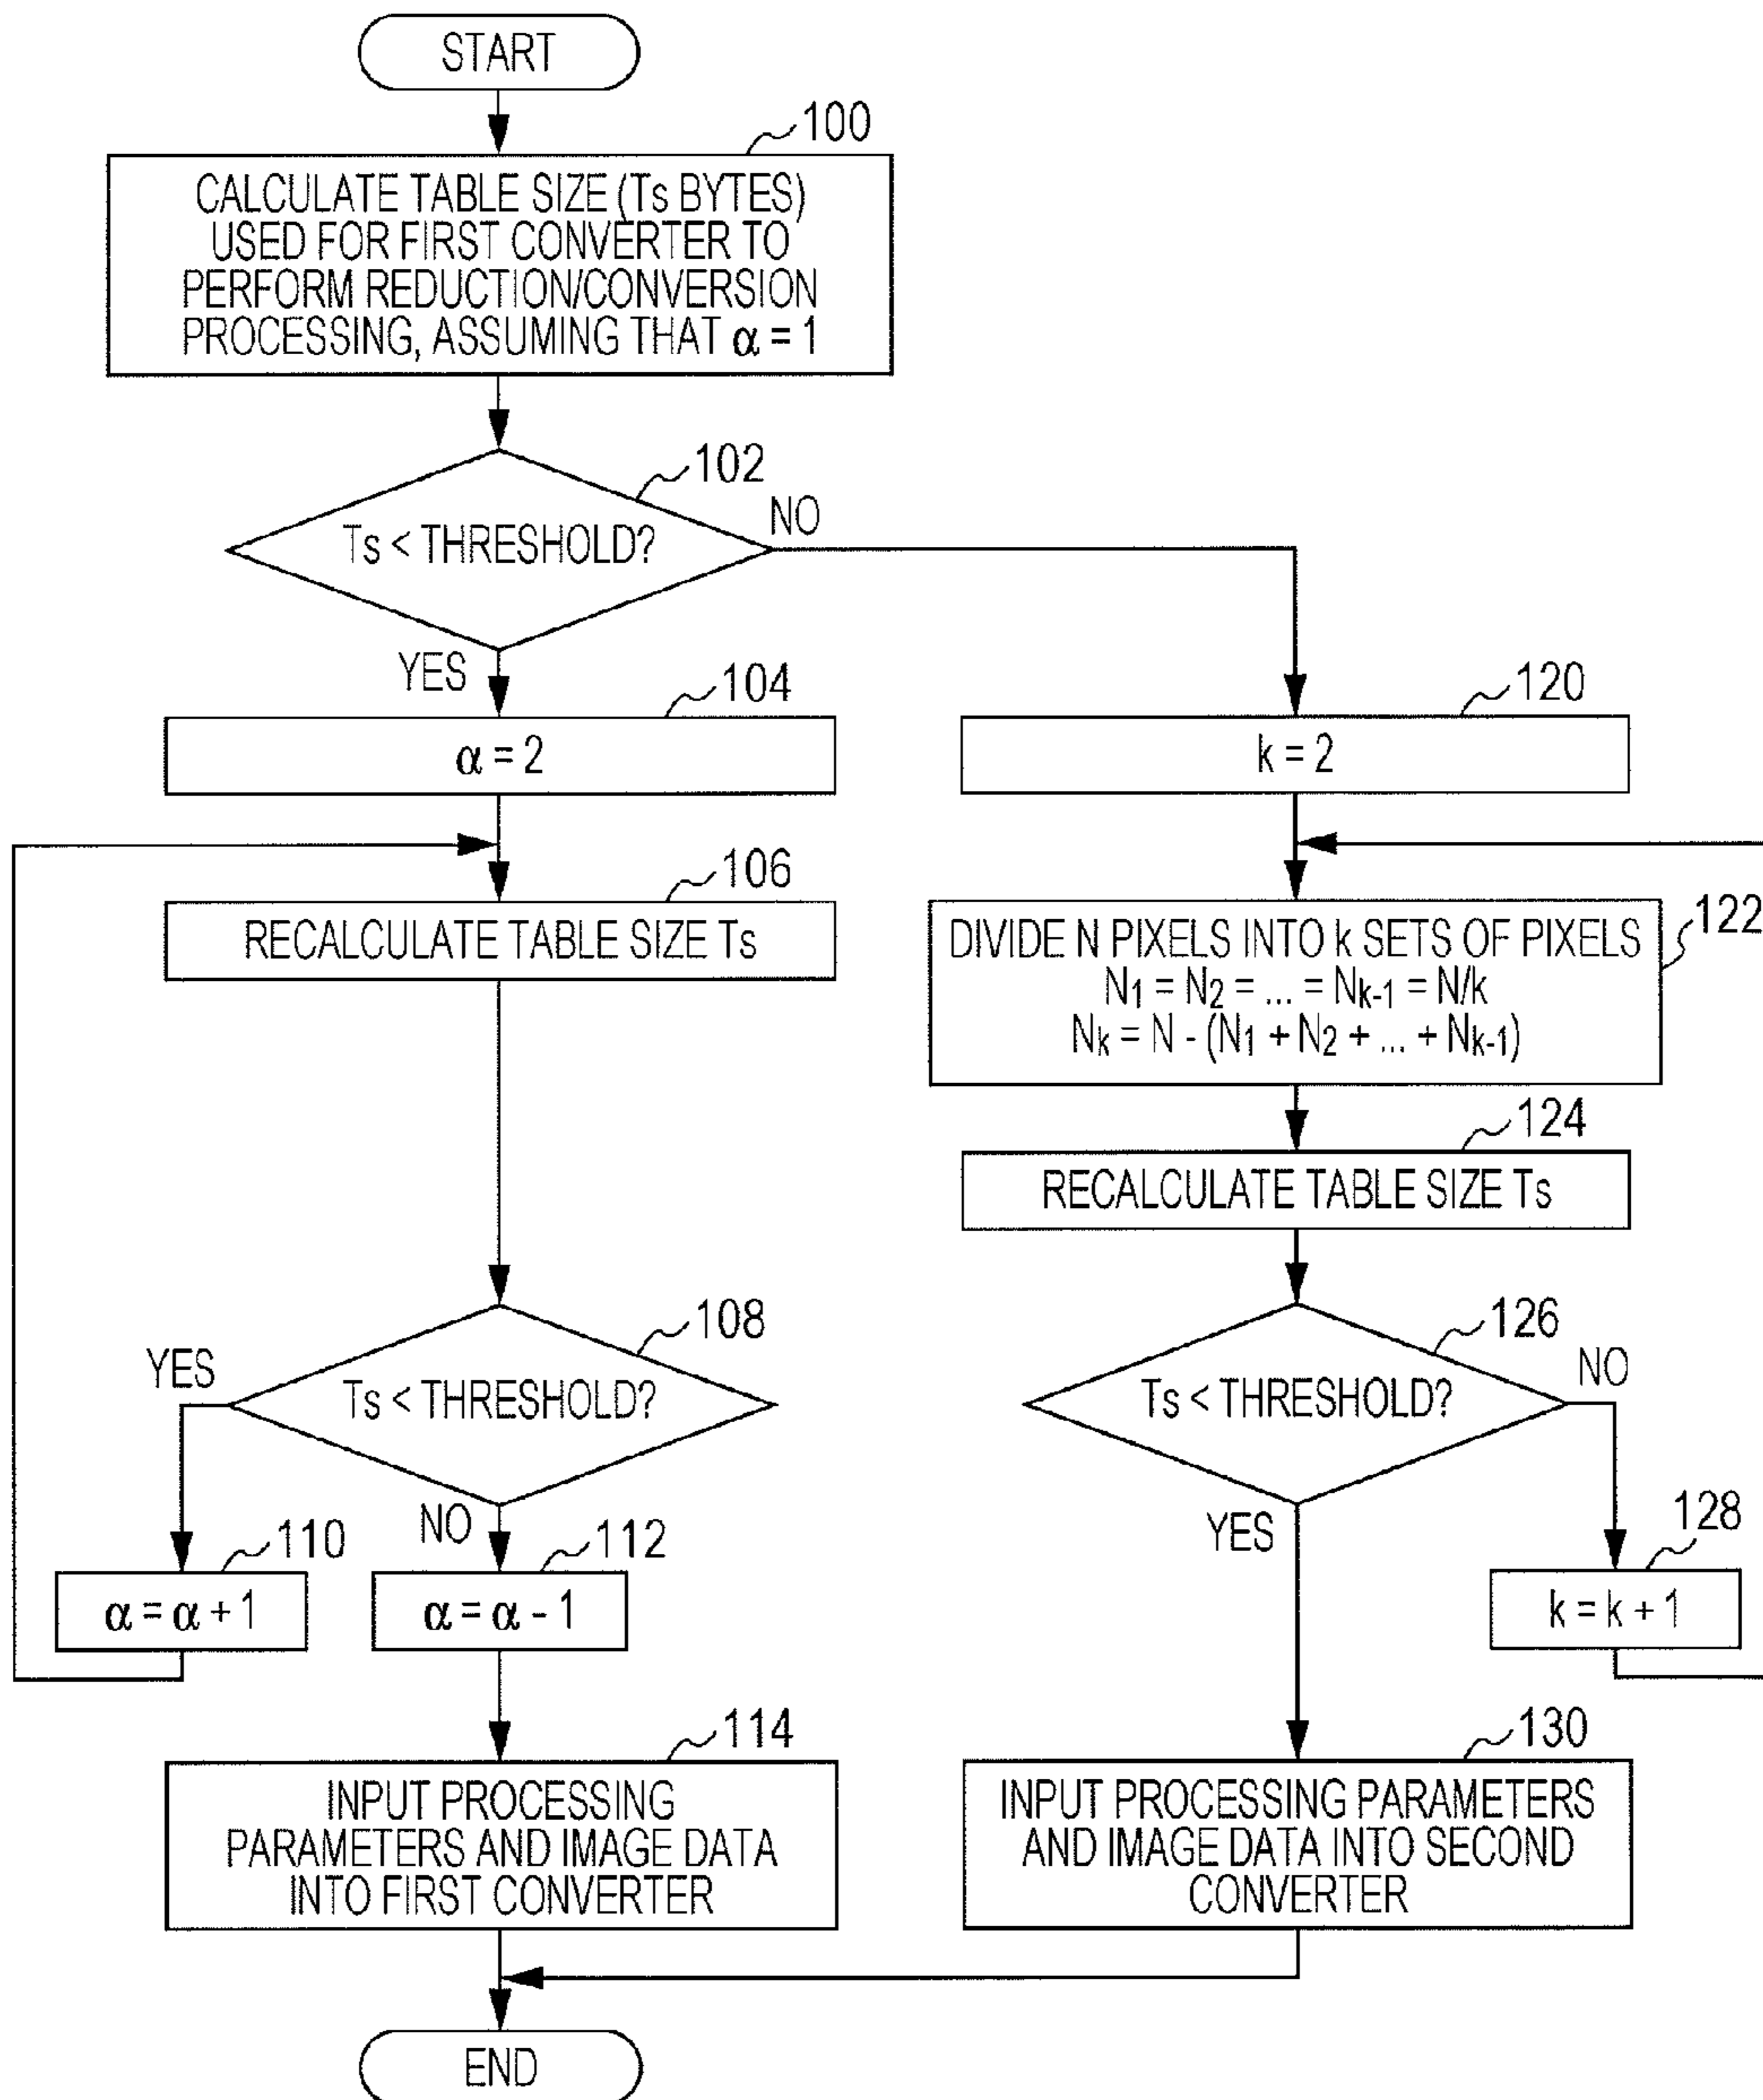 START
100
CALCULATE TABLE SIZE (Ts BYTES)
USED FOR FIRST CONVERTER TO
PERFORM REDUCTION/CONVERSION
PROCESSING, ASSUMING THAT α = 1
102
Ts < THRESHOLD?
NO
YES
104
α = 2
120
k = 2
106
RECALCULATE TABLE SIZE Ts
122
DIVIDE N PIXELS INTO k SETS OF PIXELS
N1 = N2 = ... = Nk-1 = N/k
Nk = N - (N1 + N2 + ... + Nk-1)
124
RECALCULATE TABLE SIZE Ts
108
Ts < THRESHOLD?
YES
NO
126
Ts < THRESHOLD?
NO
YES
110
α = α + 1
112
α = α - 1
128
k = k + 1
114
INPUT PROCESSING
PARAMETERS AND IMAGE DATA
INTO FIRST CONVERTER
130
INPUT PROCESSING PARAMETERS
AND IMAGE DATA INTO SECOND
CONVERTER
END